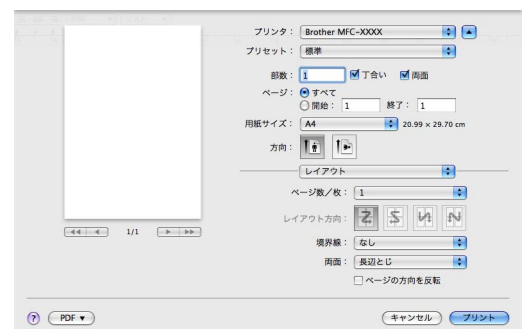 プリンタ： Brother MFC-XXXX
プリセット： 標準
部数： 1 丁合い 両面
ページ： すべて
開始： 1 終了： 1
用紙サイズ： A4 20.99 × 29.70 cm
方向：
レイアウト
ページ数／枚： 1
レイアウト方向：
1/1
境界線： なし
両面： 長辺とじ
ページの方向を反転
? PDF ▼ キャンセル プリント